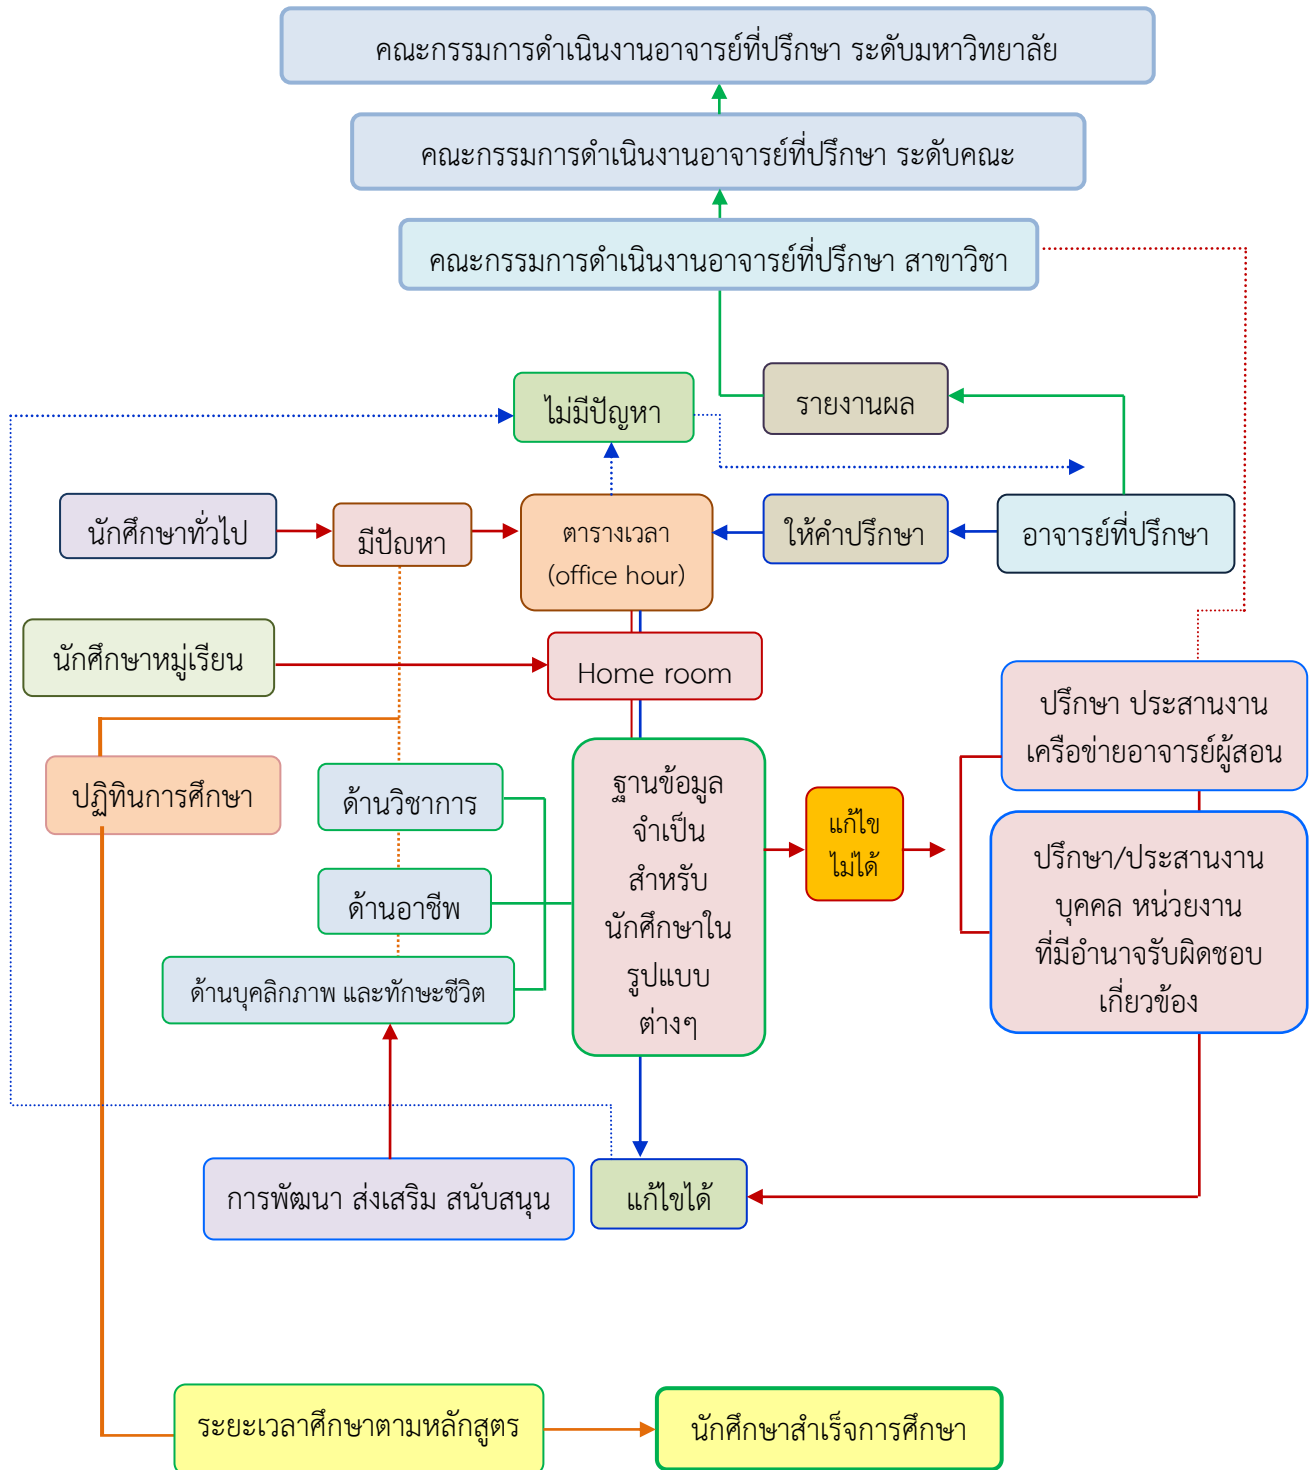 คณะกรรมการดำเนินงานอาจารย์ที่ปรึกษา ระดับมหาวิทยาลัย
คณะกรรมการดำเนินงานอาจารย์ที่ปรึกษา ระดับคณะ
คณะกรรมการดำเนินงานอาจารย์ที่ปรึกษา สาขาวิชา
ไม่มีปัญหา
รายงานผล
นักศึกษาทั่วไป
มีปัญหา
ตารางเวลา
(office hour)
ให้คำปรึกษา
อาจารย์ที่ปรึกษา
นักศึกษาหมู่เรียน
Home room
ปรึกษา ประสานงาน
เครือข่ายอาจารย์ผู้สอน
ปฏิทินการศึกษา
ด้านวิชาการ
ด้านอาชีพ
ด้านบุคลิกภาพ และทักษะชีวิต
ฐานข้อมูล
จำเป็น
สำหรับ
นักศึกษาใน
รูปแบบ
ต่างๆ
แก้ไข
ไม่ได้
ปรึกษา/ประสานงาน
บุคคล หน่วยงาน
ที่มีอำนาจรับผิดชอบ
เกี่ยวข้อง
การพัฒนา ส่งเสริม สนับสนุน
แก้ไขได้
ระยะเวลาศึกษาตามหลักสูตร
นักศึกษาสำเร็จการศึกษา